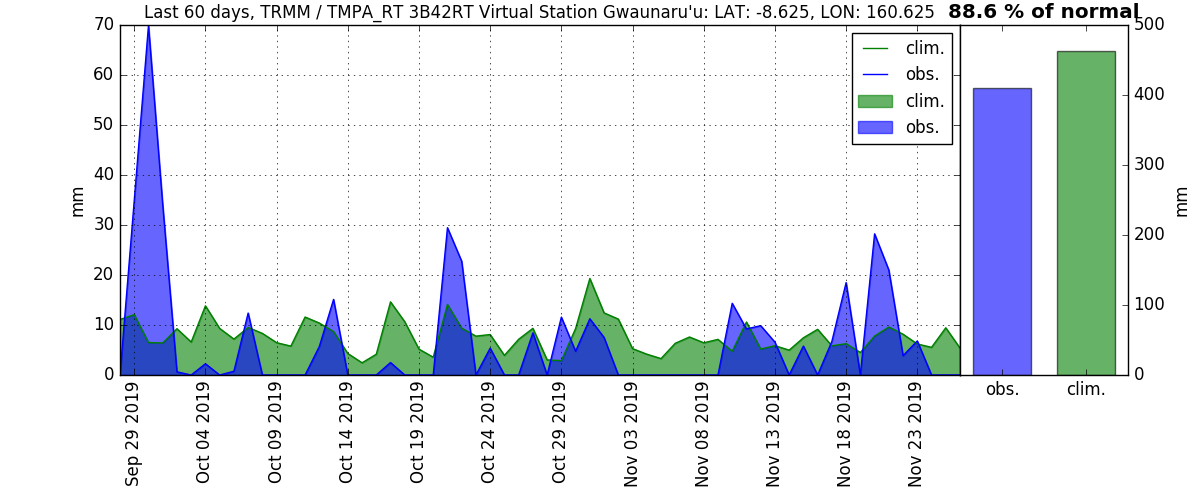 Last 60 days, TRMM / TMPA_RT 3B42RT Virtual Station Gwaunaru'u: LAT: -8.625, LON: 160.625
88.6 % of normal
70
60
50
40
30
20
10
0
mm
clim.
obs.
clim.
obs.
500
400
300
200
100
0
mm
obs.
clim.
Sep 29 2019
Oct 04 2019
Oct 09 2019
Oct 14 2019
Oct 19 2019
Oct 24 2019
Oct 29 2019
Nov 03 2019
Nov 08 2019
Nov 13 2019
Nov 18 2019
Nov 23 2019